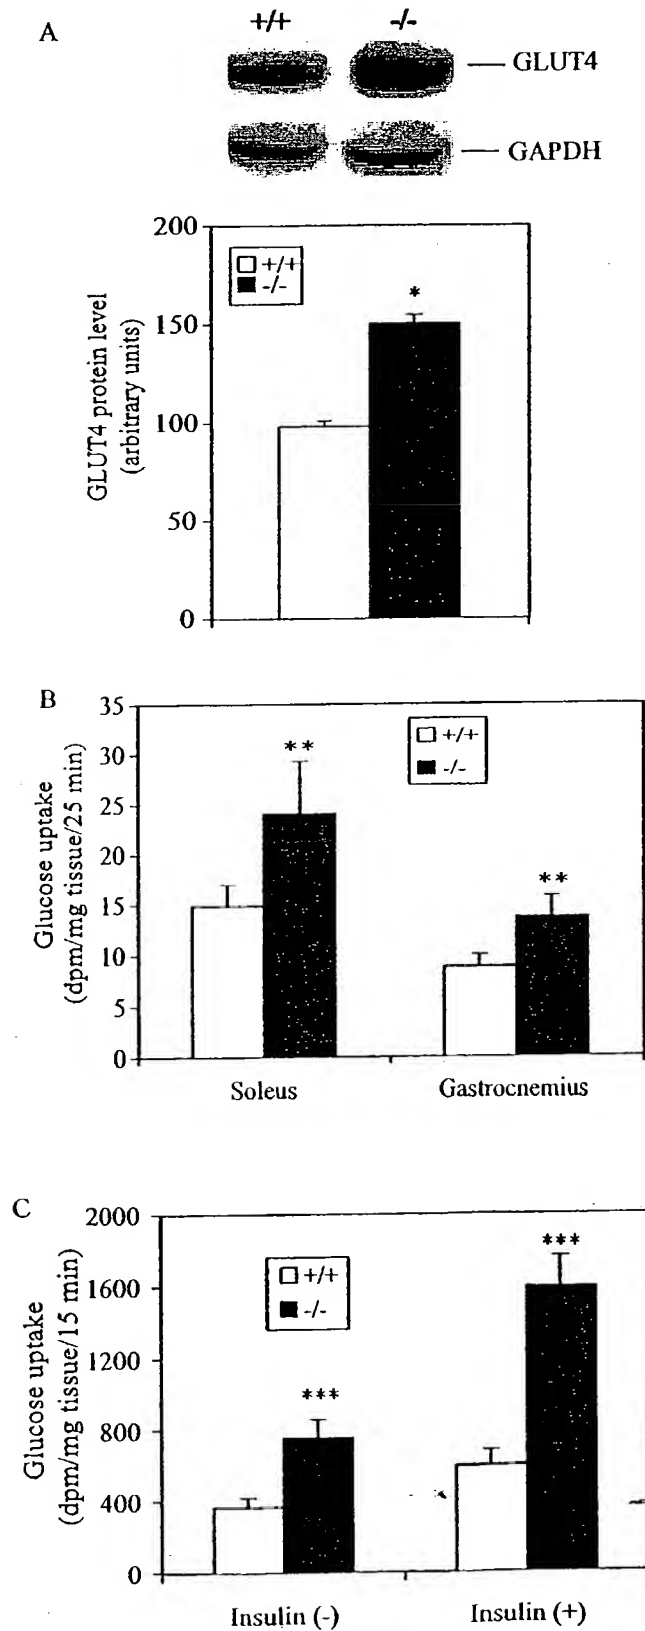 A
+/+ -/-
GLUT4
GAPDH
GLUT4 protein level
(arbitrary units)
200
150
100
50
0
+/+
-/-
*
B
Glucose uptake
(dpm/mg tissue/25 min)
35
30
25
20
15
10
5
0
+/+
-/-
**
**
Soleus Gastrocnemius
C
Glucose uptake
(dpm/mg tissue/15 min)
2000
1600
1200
800
400
0
+/+
-/-
***
***
Insulin (-) Insulin (+)